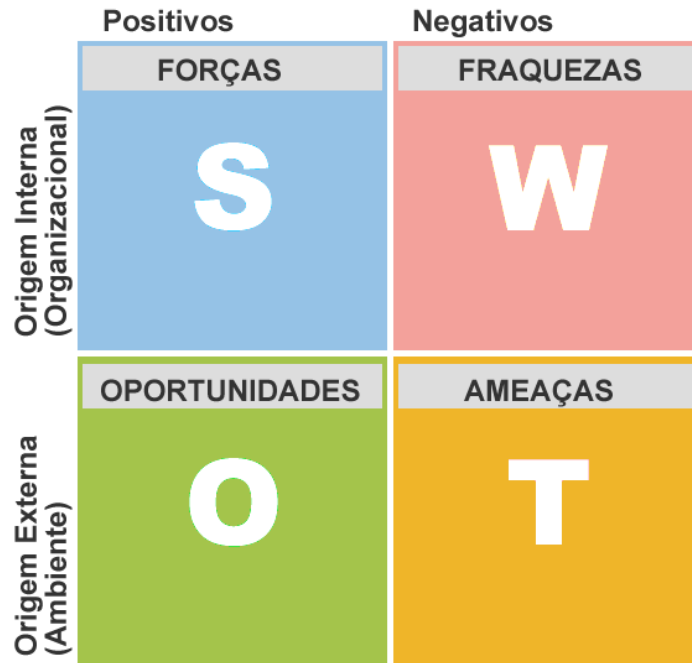 Positivos
Negativos
Origem Interna
(Organizacional)
FORÇAS
FRAQUEZAS
S
W
Origem Externa
(Ambiente)
OPORTUNIDADES
AMEAÇAS
O
T